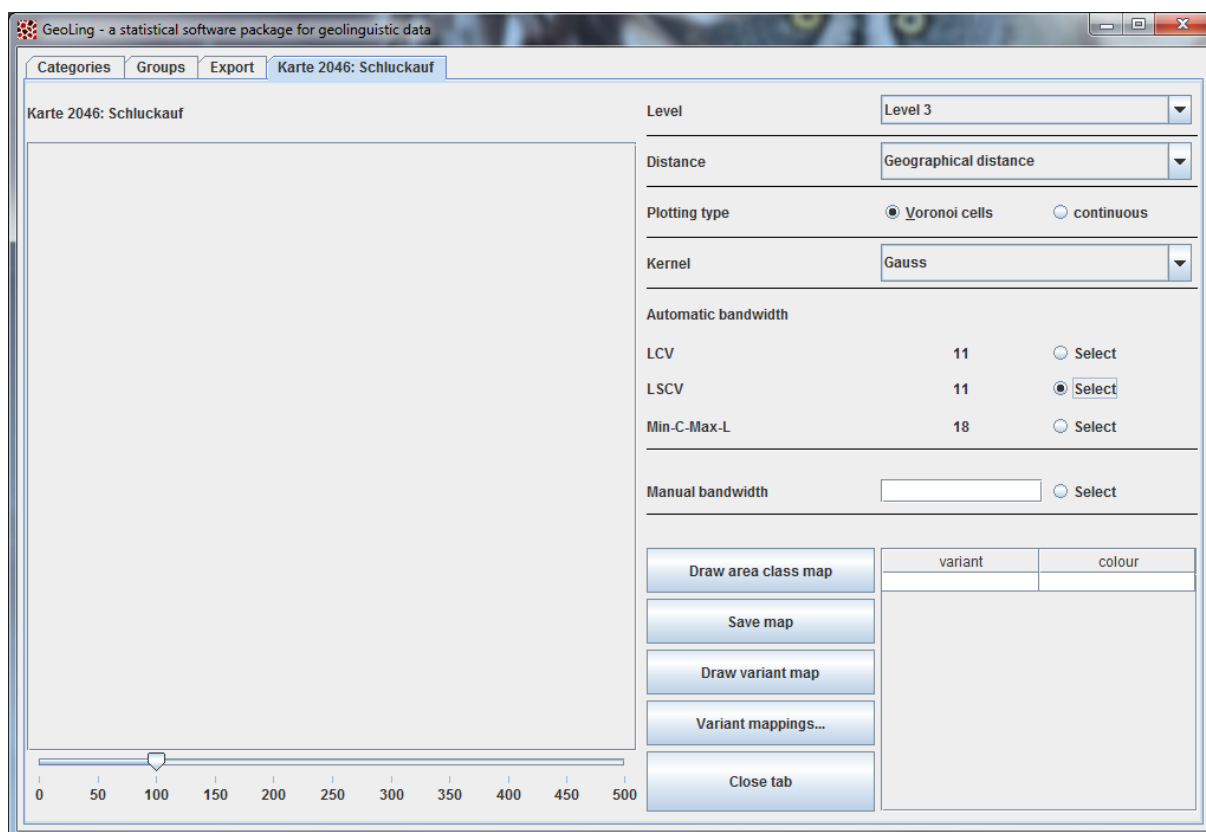 GeoLing - a statistical software package for geolinguistic data
Categories Groups Export Karte 2046: Schluckauf
Karte 2046: Schluckauf
Level Level 3
Distance Geographical distance
Plotting type Voronoi cells continuous
Kernel Gauss
Automatic bandwidth
LCV 11 Select
LSCV 11 Select
Min-C-Max-L 18 Select
Manual bandwidth Select
Draw area class map
variant colour
Save map
Draw variant map
Variant mappings...
Close tab
0 50 100 150 200 250 300 350 400 450 500